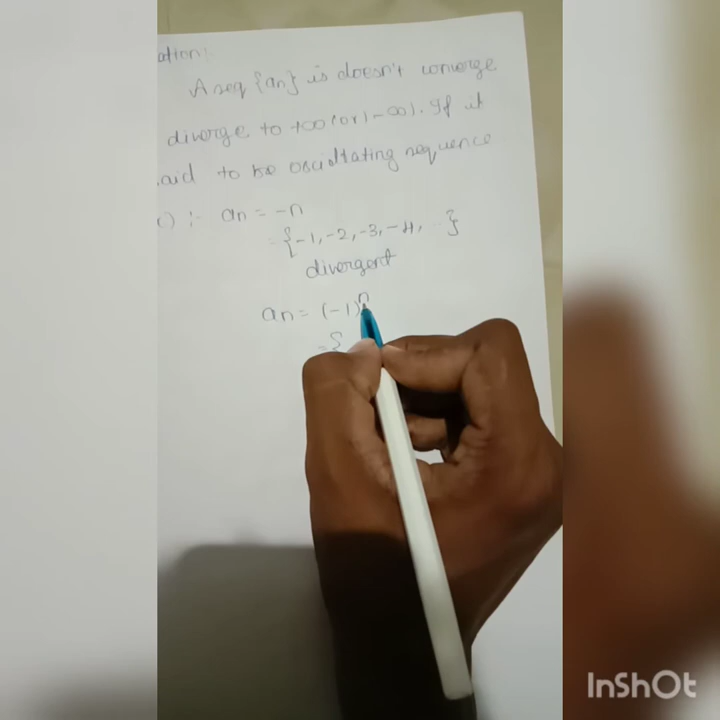 ation:
A seq {an} is doesn't converge
diverge to +∞ (or) -∞). If it
said to be oscillating sequence
) :- an = -n
= {-1, -2, -3, -4, ...}
divergent
an = (-1)^n
= {
InShOt